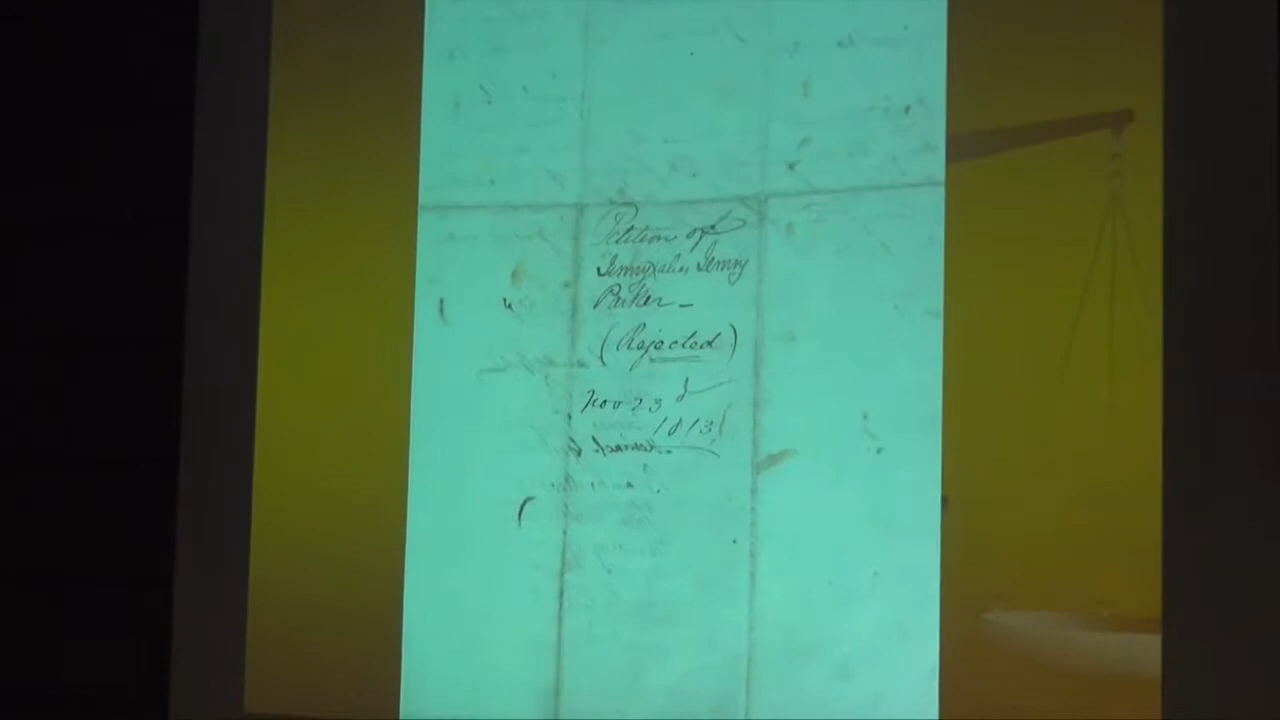 Petition of
Jenny (alias Jenny
Parker -
(Rejected)
Nov 23d
1813